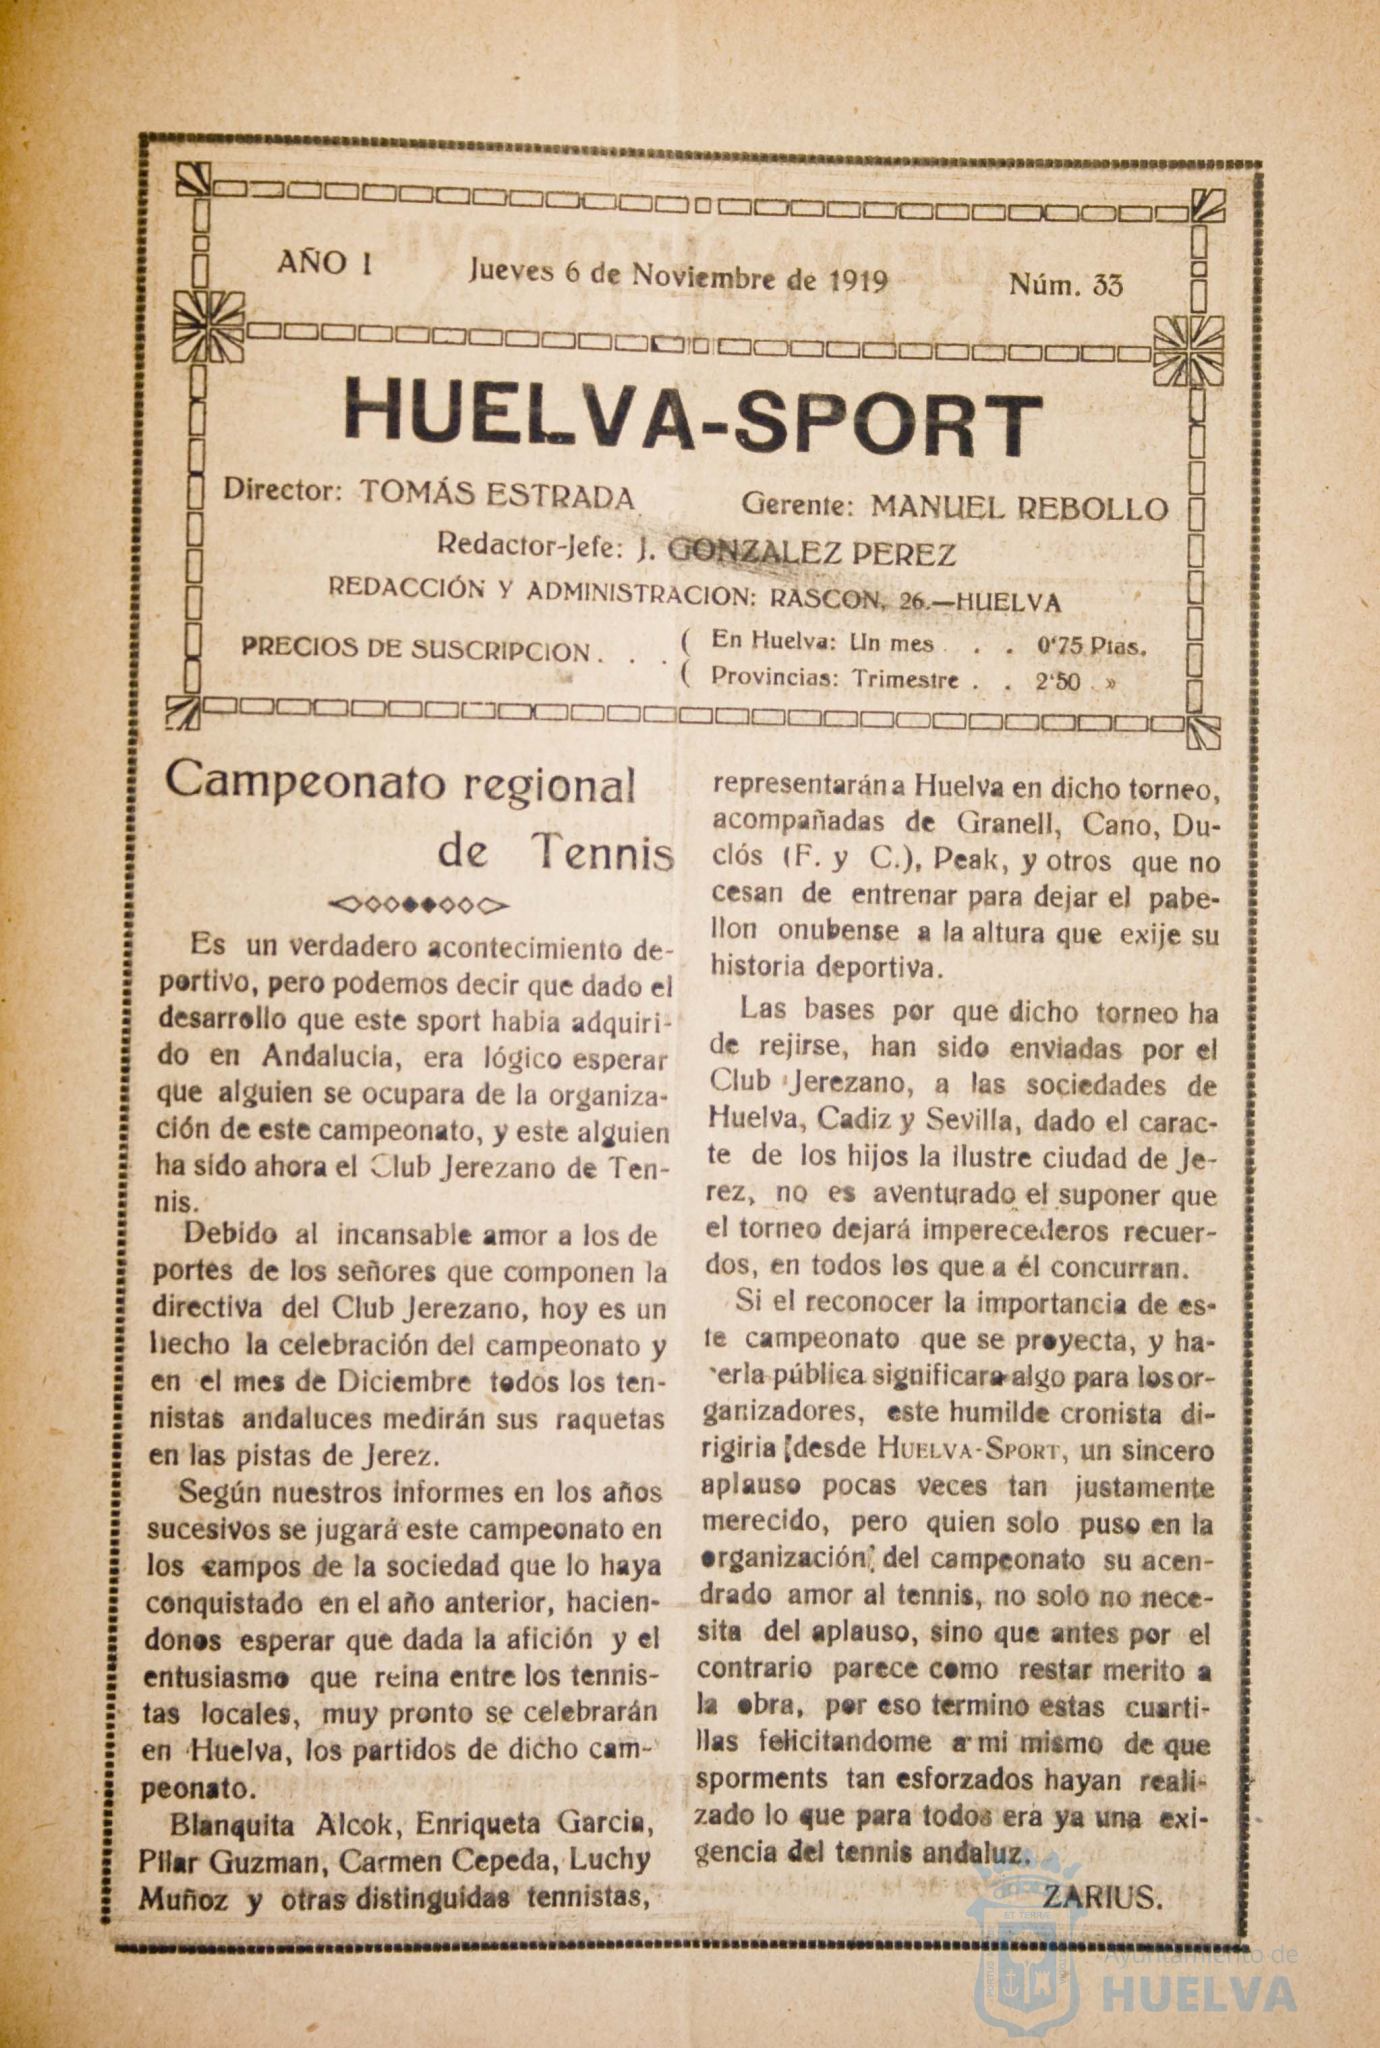 AÑO I
Jueves 6 de Noviembre de 1919
Núm. 33
HUELVA-SPORT
Director: TOMÁS ESTRADA
Gerente: MANUEL REBOLLO
Redactor-Jefe: J. GONZALEZ PEREZ
REDACCIÓN Y ADMINISTRACION: RASCON, 26.—HUELVA
PRECIOS DE SUSCRIPCION . . .
( En Huelva: Un mes . . . 0'75 Ptas.
( Provincias: Trimestre . . 2'50 »
Campeonato regional
de Tennis
Es un verdadero acontecimiento de-
portivo, pero podemos decir que dado el
desarrollo que este sport habia adquiri-
do en Andalucia, era lógico esperar
que alguien se ocupara de la organiza-
ción de este campeonato, y este alguien
ha sido ahora el Club Jerezano de Ten-
nis.
Debido al incansable amor a los de
portes de los señores que componen la
directiva del Club Jerezano, hoy es un
hecho la celebración del campeonato y
en el mes de Diciembre todos los ten-
nistas andaluces medirán sus raquetas
en las pistas de Jerez.
Según nuestros informes en los años
sucesivos se jugará este campeonato en
los campos de la sociedad que lo haya
conquistado en el año anterior, hacien-
donos esperar que dada la afición y el
entusiasmo que reina entre los tennis-
tas locales, muy pronto se celebrarán
en Huelva, los partidos de dicho cam-
peonato.
Blanquita Alcok, Enriqueta Garcia,
Pilar Guzman, Carmen Cepeda, Luchy
Muñoz y otras distinguidas tennistas,
representarán a Huelva en dicho torneo,
acompañadas de Granell, Cano, Du-
clós (F. y C.), Peak, y otros que no
cesan de entrenar para dejar el pabe-
llon onubense a la altura que exije su
historia deportiva.
Las bases por que dicho torneo ha
de rejirse, han sido enviadas por el
Club Jerezano, a las sociedades de
Huelva, Cadiz y Sevilla, dado el carac-
te de los hijos la ilustre ciudad de Je-
rez, no es aventurado el suponer que
el torneo dejará imperecederos recuer-
dos, en todos los que a él concurran.
Si el reconocer la importancia de es-
te campeonato que se proyecta, y ha-
erla pública significara algo para los or-
ganizadores, este humilde cronista di-
rigiria desde HUELVA-SPORT, un sincero
aplauso pocas veces tan justamente
merecido, pero quien solo puso en la
organización, del campeonato su acen-
drado amor al tennis, no solo no nece-
sita del aplauso, sino que antes por el
contrario parece como restar merito a
la obra, por eso termino estas cuarti-
llas felicitandome a mi mismo de que
sporments tan esforzados hayan reali-
zado lo que para todos era ya una exi-
gencia del tennis andaluz.
ZARIUS.
Ayuntamiento de
HUELVA